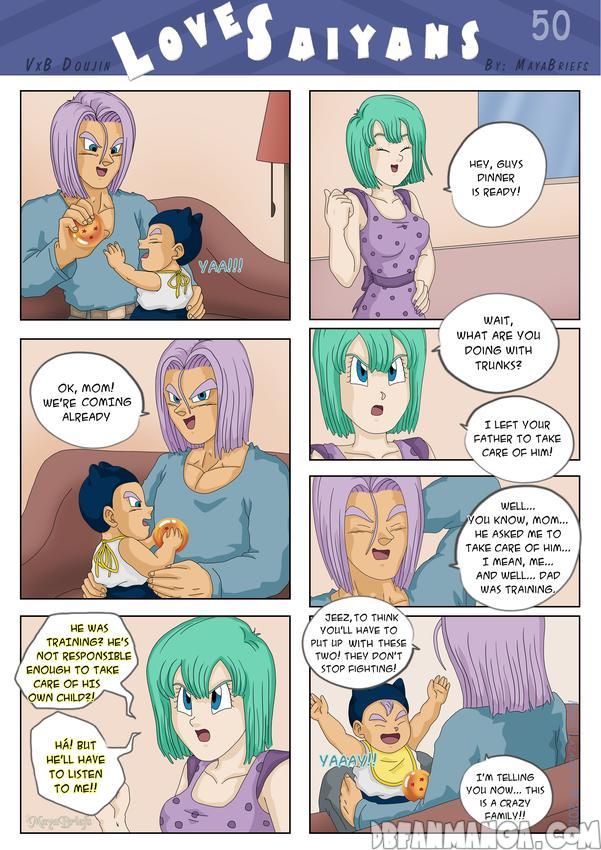 50
VXB DOUJIN
LOVE SAIYANS
BY: MAYABRIEFS
YAA!!!
HEY, GUYS
DINNER
IS READY!
OK, MOM!
WE'RE COMING
ALREADY
WAIT,
WHAT ARE YOU
DOING WITH
TRUNKS?
I LEFT YOUR
FATHER TO TAKE
CARE OF HIM!
WELL...
YOU KNOW, MOM...
HE ASKED ME TO
TAKE CARE OF HIM...
I MEAN, ME...
AND WELL... DAD
WAS TRAINING.
HE WAS
TRAINING? HE'S
NOT RESPONSIBLE
ENOUGH TO TAKE
CARE OF HIS
OWN CHILD?!
HÁ! BUT
HE'LL HAVE
TO LISTEN
TO ME!!
MayaBriefs
JEEZ, TO THINK
YOU'LL HAVE TO
PUT UP WITH THESE
TWO! THEY DON'T
STOP FIGHTING!
YAAAY!!
I'M TELLING
YOU NOW... THIS
IS A CRAZY
FAMILY!!
DBFANMANGA.COM